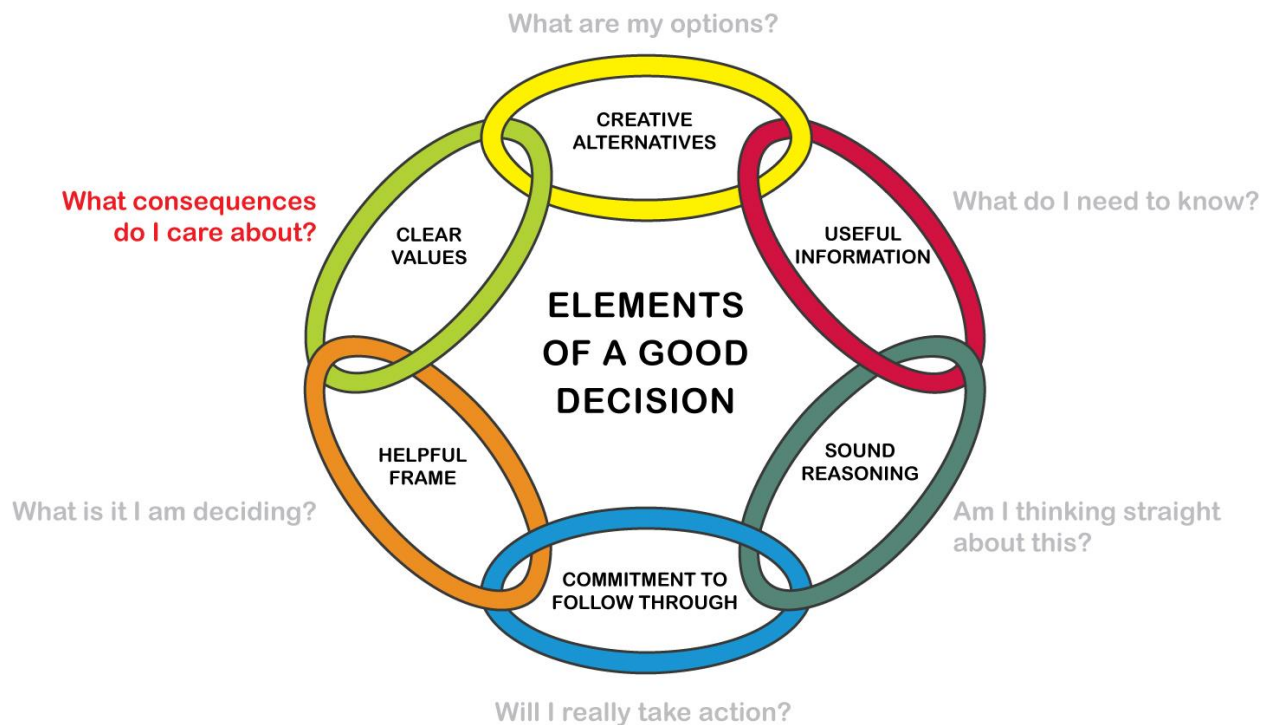 What are my options?
CREATIVE
ALTERNATIVES
What consequences
do I care about?
CLEAR
VALUES
What do I need to know?
USEFUL
INFORMATION
ELEMENTS
OF A GOOD
DECISION
HELPFUL
FRAME
SOUND
REASONING
What is it I am deciding?
Am I thinking straight
about this?
COMMITMENT TO
FOLLOW THROUGH
Will I really take action?